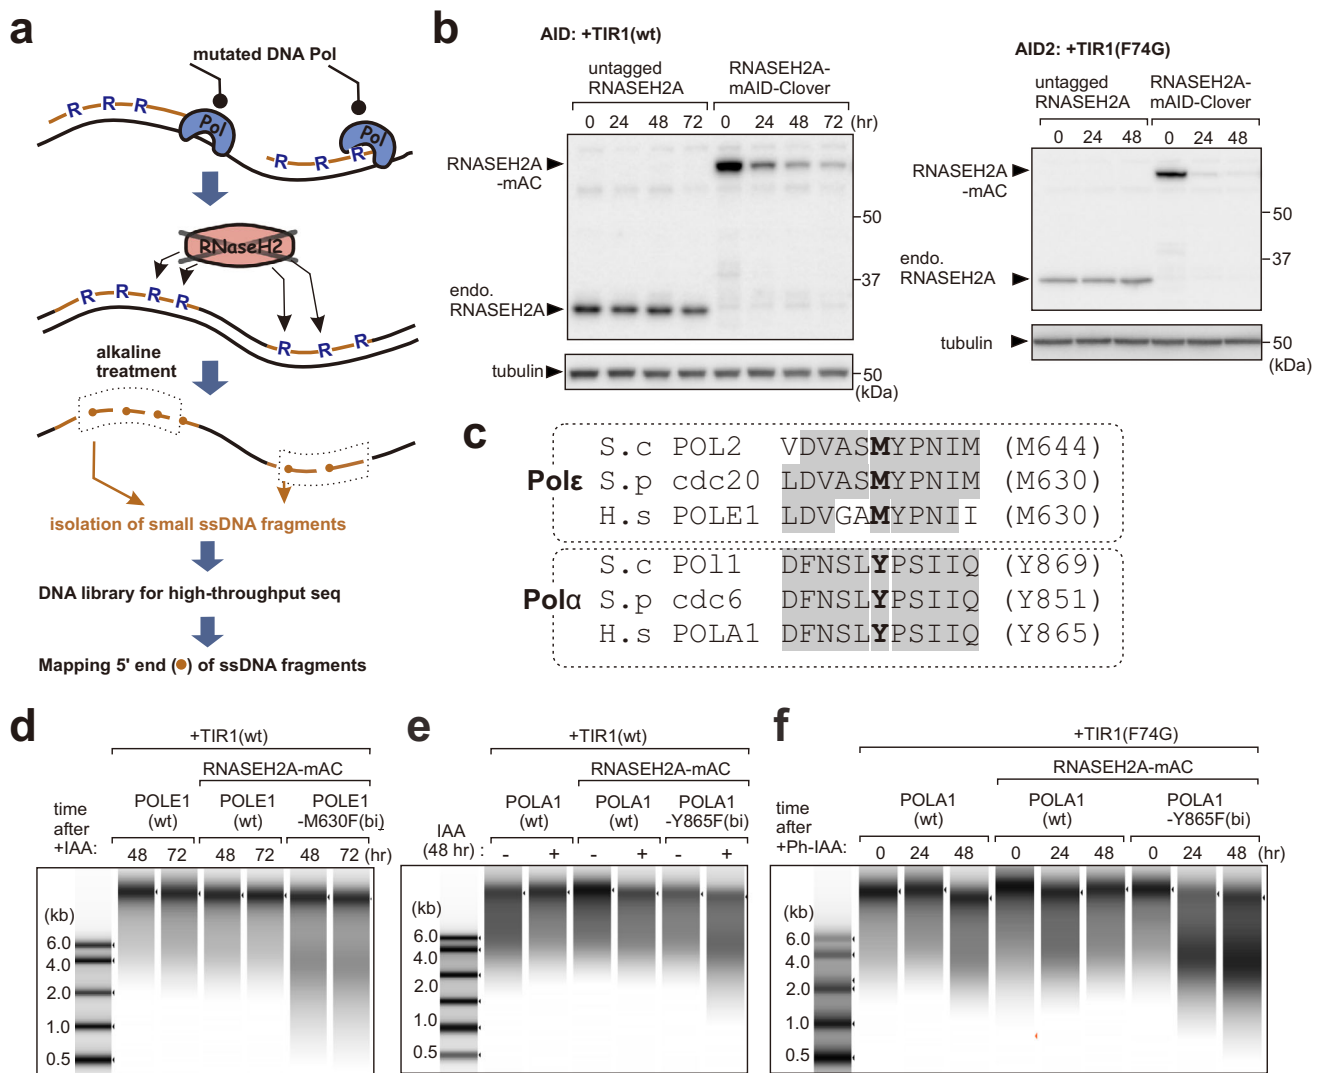 a
mutated DNA Pol
R R R
Pol
Pol
R R R
RNaseH2
R R R R
R R R
alkaline
treatment
isolation of small ssDNA fragments
DNA library for high-throughput seq
Mapping 5' end ( ) of ssDNA fragments
b
AID: +TIR1(wt)
untagged
RNASEH2A
RNASEH2A-
mAID-Clover
0 24 48 72 0 24 48 72 (hr)
RNASEH2A
-mAC
50
37
endo.
RNASEH2A
tubulin
50
(kDa)
AID2: +TIR1(F74G)
untagged
RNASEH2A
RNASEH2A-
mAID-Clover
0 24 48 0 24 48
RNASEH2A
-mAC
50
37
endo.
RNASEH2A
tubulin
50
(kDa)
c
Polε
S.c POL2 VDVASMYPNIM (M644)
S.p cdc20 LDVASMYPNIM (M630)
H.s POLE1 LDVGAMYPNII (M630)
Polα
S.c POl1 DFNSLYPSIIQ (Y869)
S.p cdc6 DFNSLYPSIIQ (Y851)
H.s POLA1 DFNSLYPSIIQ (Y865)
d
+TIR1(wt)
RNASEH2A-mAC
POLE1
(wt)
POLE1
(wt)
POLE1
-M630F(bi)
time
after
+IAA:
48 72 48 72 48 72 (hr)
(kb)
6.0
4.0
2.0
1.0
0.5
e
+TIR1(wt)
RNASEH2A-mAC
POLA1
(wt)
POLA1
(wt)
POLA1
-Y865F(bi)
IAA
(48 hr) :
- + - + - +
(kb)
6.0
4.0
2.0
1.0
0.5
f
+TIR1(F74G)
RNASEH2A-mAC
POLA1
(wt)
POLA1
(wt)
POLA1
-Y865F(bi)
time
after
+Ph-IAA:
0 24 48 0 24 48 0 24 48 (hr)
(kb)
6.0
4.0
2.0
1.0
0.5